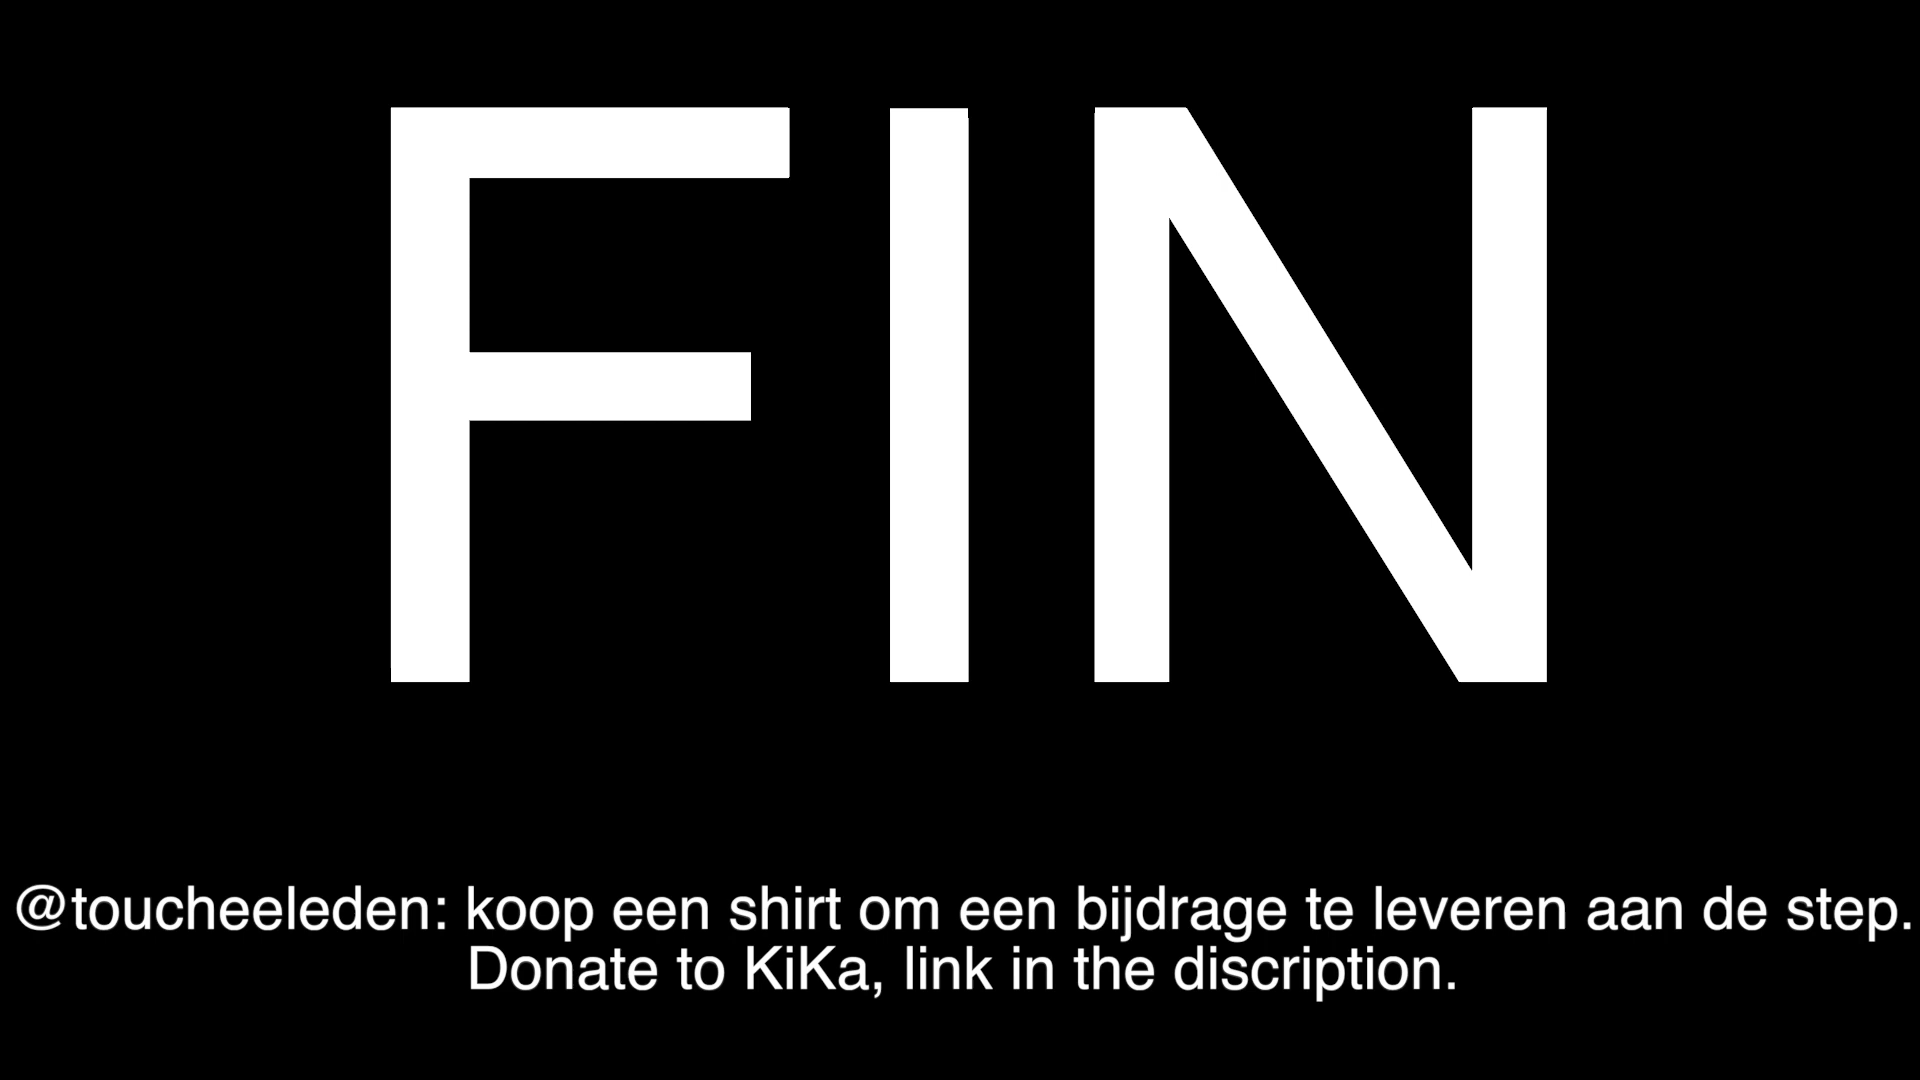 FIN
@toucheeleden: koop een shirt om een bijdrage te leveren aan de step.
Donate to KiKa, link in the discription.